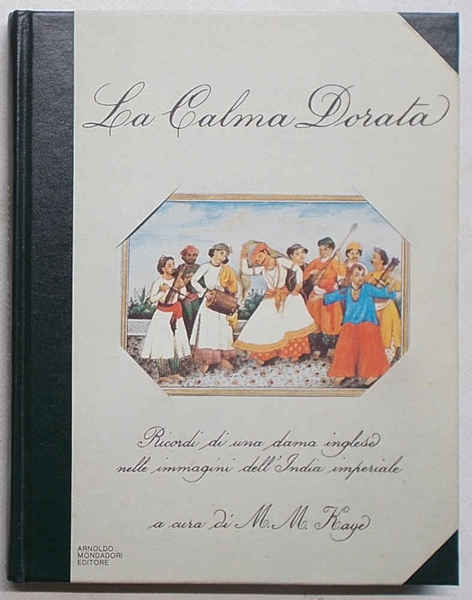 La Calma Dorata
Ricordi di una dama inglese
nelle immagini dell'India imperiale
a cura di M. M. Kaye
ARNOLDO
MONDADORI
EDITORE